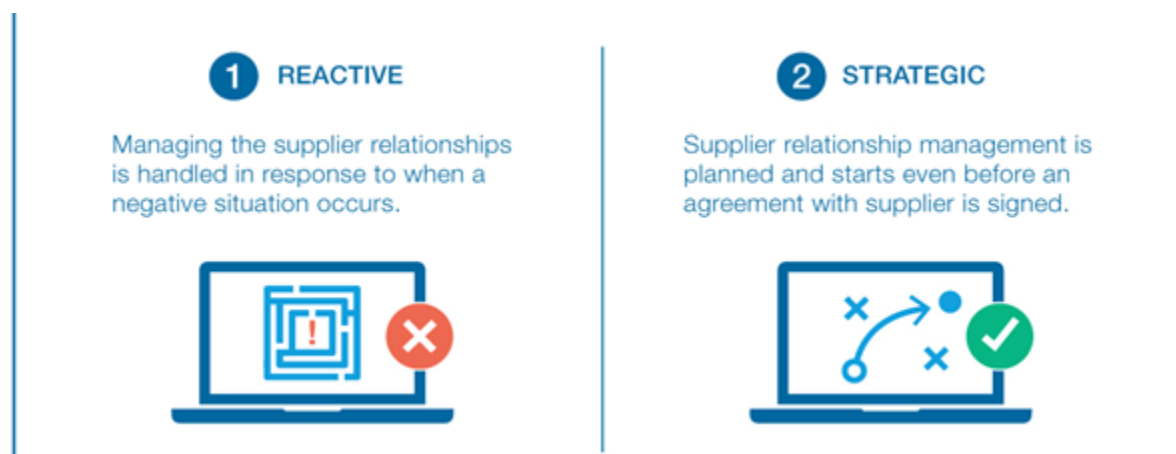 1 REACTIVE
Managing the supplier relationships
is handled in response to when a
negative situation occurs.
!
2 STRATEGIC
Supplier relationship management is
planned and starts even before an
agreement with supplier is signed.